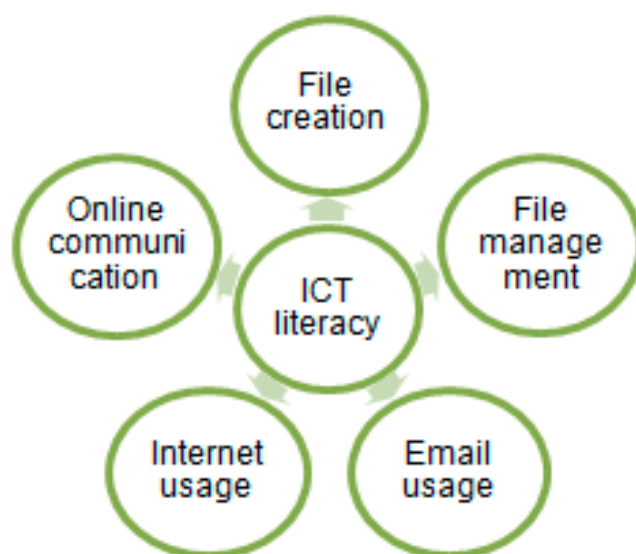 File
creation
File
manage
ment
Email
usage
Internet
usage
Online
communi
cation
ICT
literacy